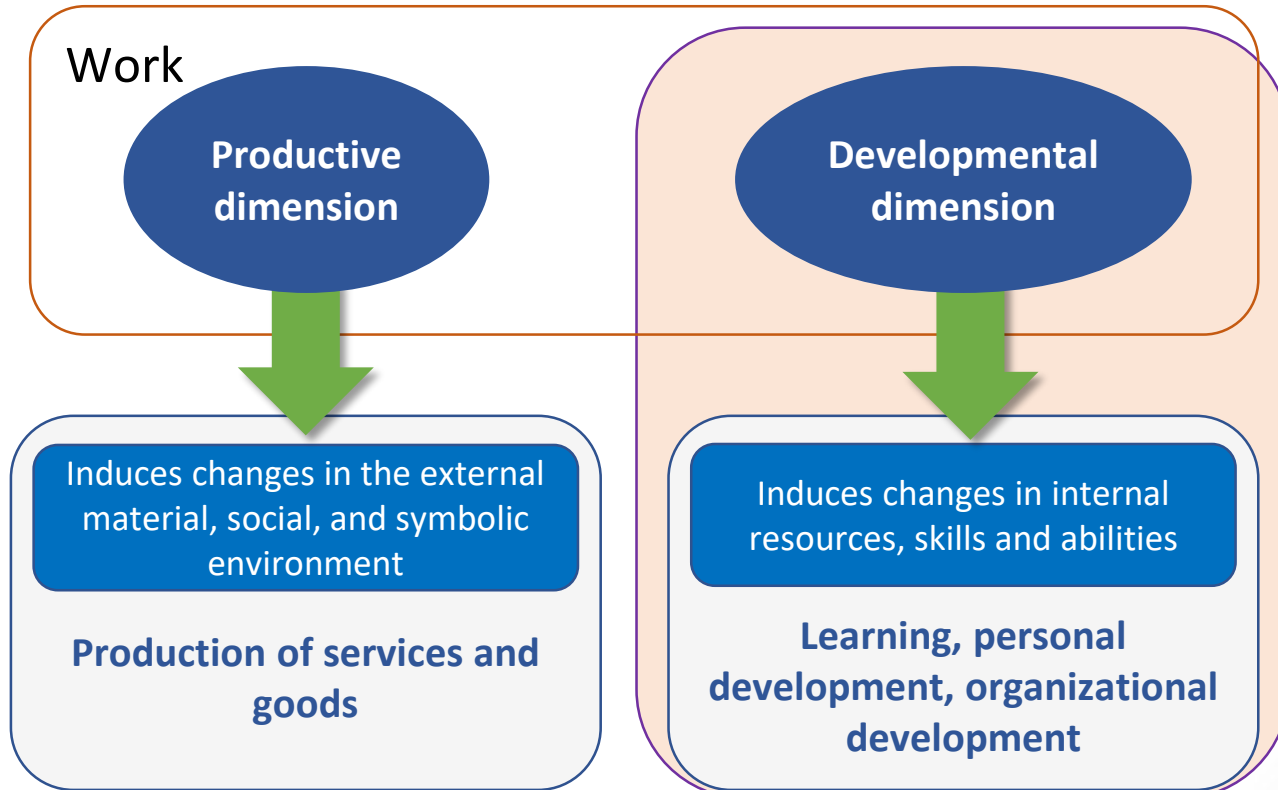 Work
Productive
dimension
Developmental
dimension
Induces changes in the external
material, social, and symbolic
environment
Production of services and
goods
Induces changes in internal
resources, skills and abilities
Learning, personal
development, organizational
development